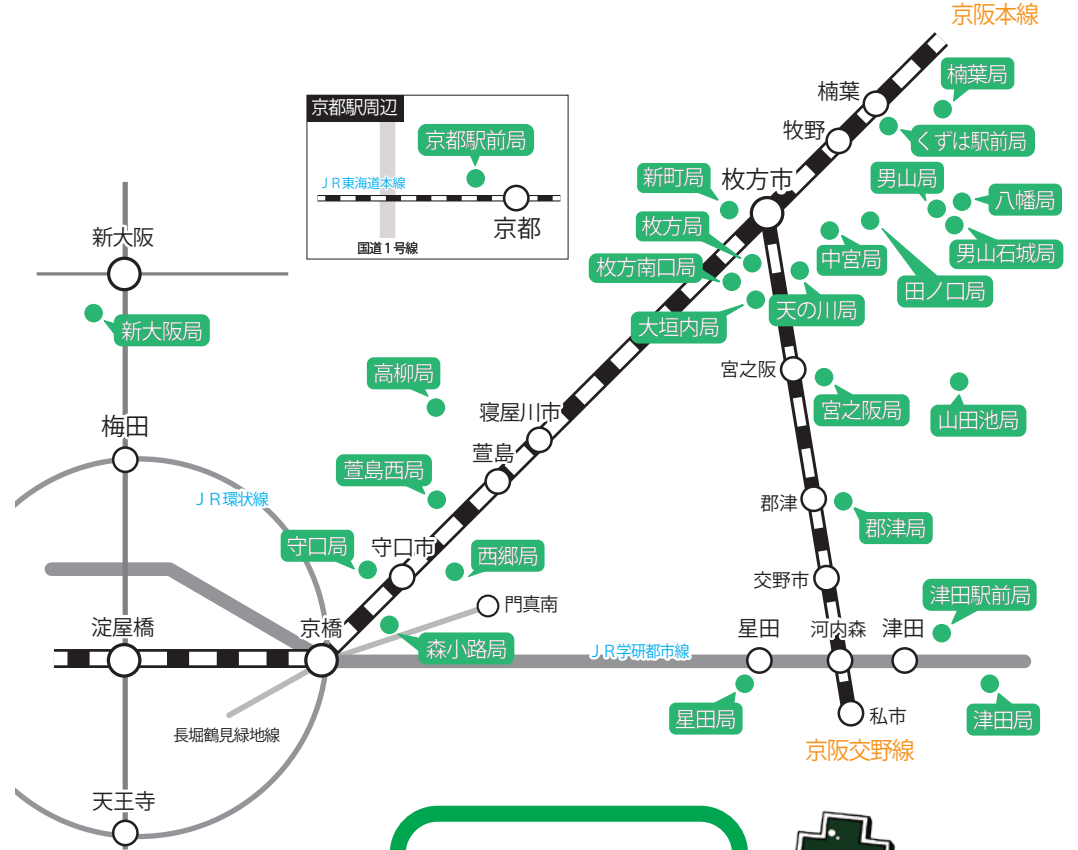 京阪本線
楠葉局
楠葉
京都駅周辺
牧野
くずは駅前局
京都駅前局
新町局
枚方市
男山局
八幡局
JR東海道本線
枚方局
京都
新大阪
国道1号線
中宮局
男山石城局
枚方南口局
田ノ口局
天の川局
新大阪局
大垣内局
高柳局
宮之阪
寝屋川市
宮之阪局
山田池局
梅田
萱島
萱島西局
JR環状線
郡津
郡津局
守口局
守口市
西郷局
交野市
津田駅前局
門真南
淀屋橋
京橋
星田
河内森
津田
森小路局
JR学研都市線
星田局
私市
津田局
長堀鶴見緑地線
京阪交野線
天王寺